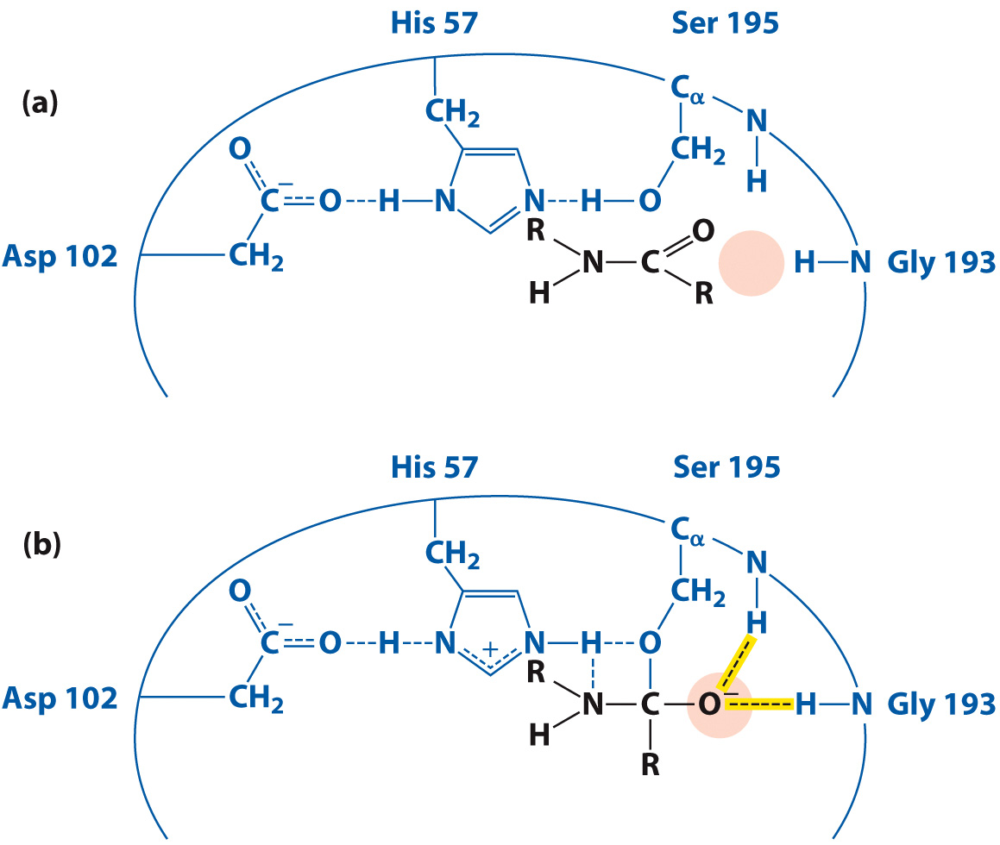 His 57 Ser 195
(a)
Cα
CH₂ N
O CH₂ H
C⁻ O H N N H O
R O
Asp 102 CH₂ N C H N Gly 193
H R
His 57 Ser 195
(b)
Cα
CH₂ N
O CH₂ H
C⁻ O H N + N H O
R
Asp 102 CH₂ N C O⁻ H N Gly 193
H
R